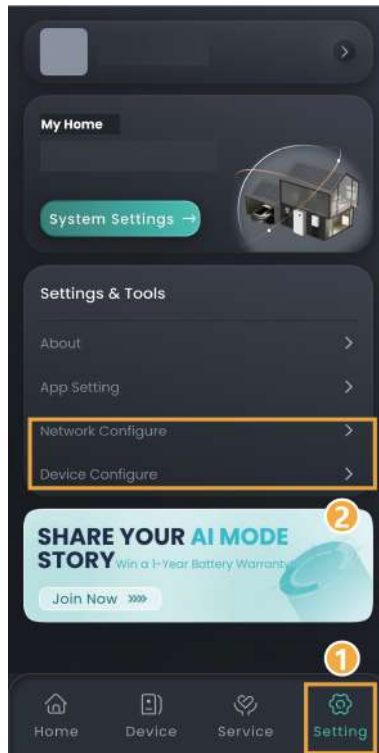 My Home
System Settings →
Settings & Tools
About
App Setting
Network Configure
Device Configure
2
SHARE YOUR AI MODE
STORY Win a 1-Year Battery Warranty
Join Now »»»
1
Home Device Service Setting